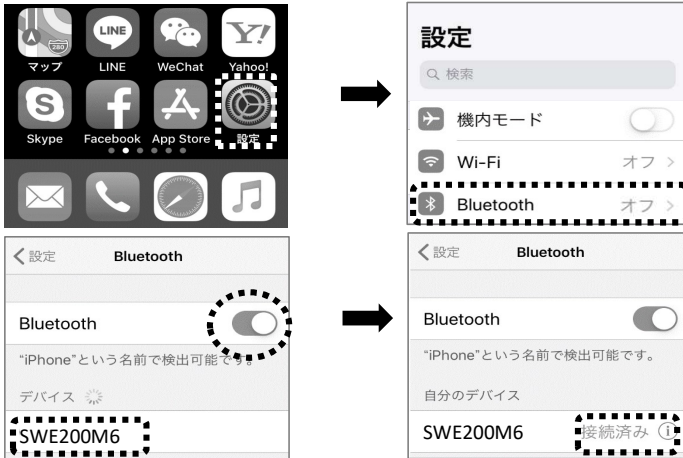 280
LINE
Y!
マップ
LINE
WeChat
Yahoo!
S
f
Skype
Facebook
App Store
設定
設定
検索
機内モード
Wi-Fi
オフ
Bluetooth
オフ
設定
Bluetooth
Bluetooth
“iPhone”という名前で検出可能です。
デバイス
SWE200M6
設定
Bluetooth
Bluetooth
“iPhone”という名前で検出可能です。
自分のデバイス
SWE200M6
接続済み